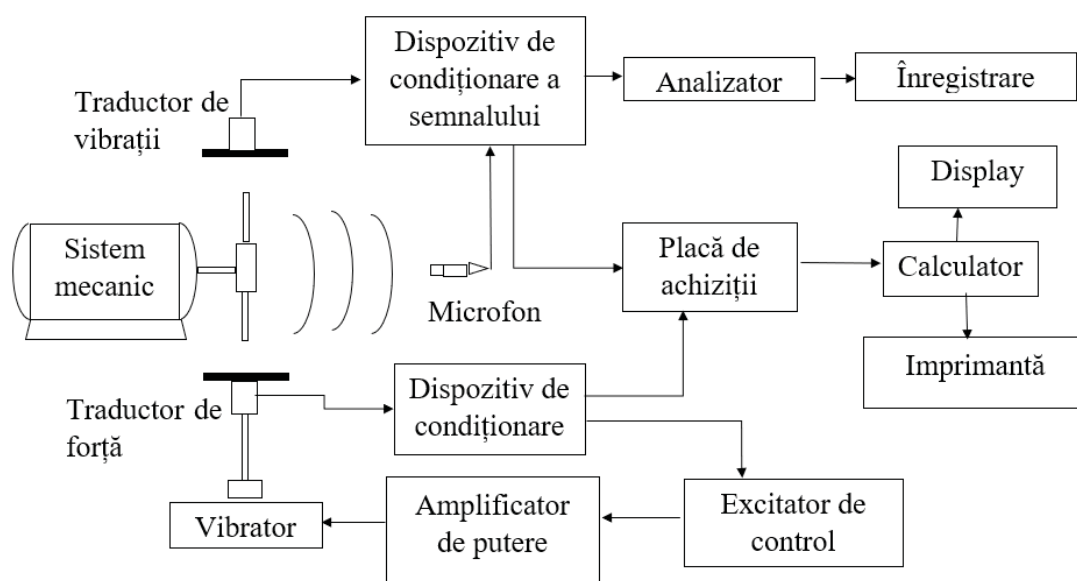 Dispozitiv de
condiționare a
semnalului
Analizator
Înregistrare
Traductor de
vibrații
Display
Sistem
mecanic
Microfon
Placă de
achiziții
Calculator
Imprimantă
Traductor de
forță
Dispozitiv de
condiționare
Vibrator
Amplificator
de putere
Excitator de
control